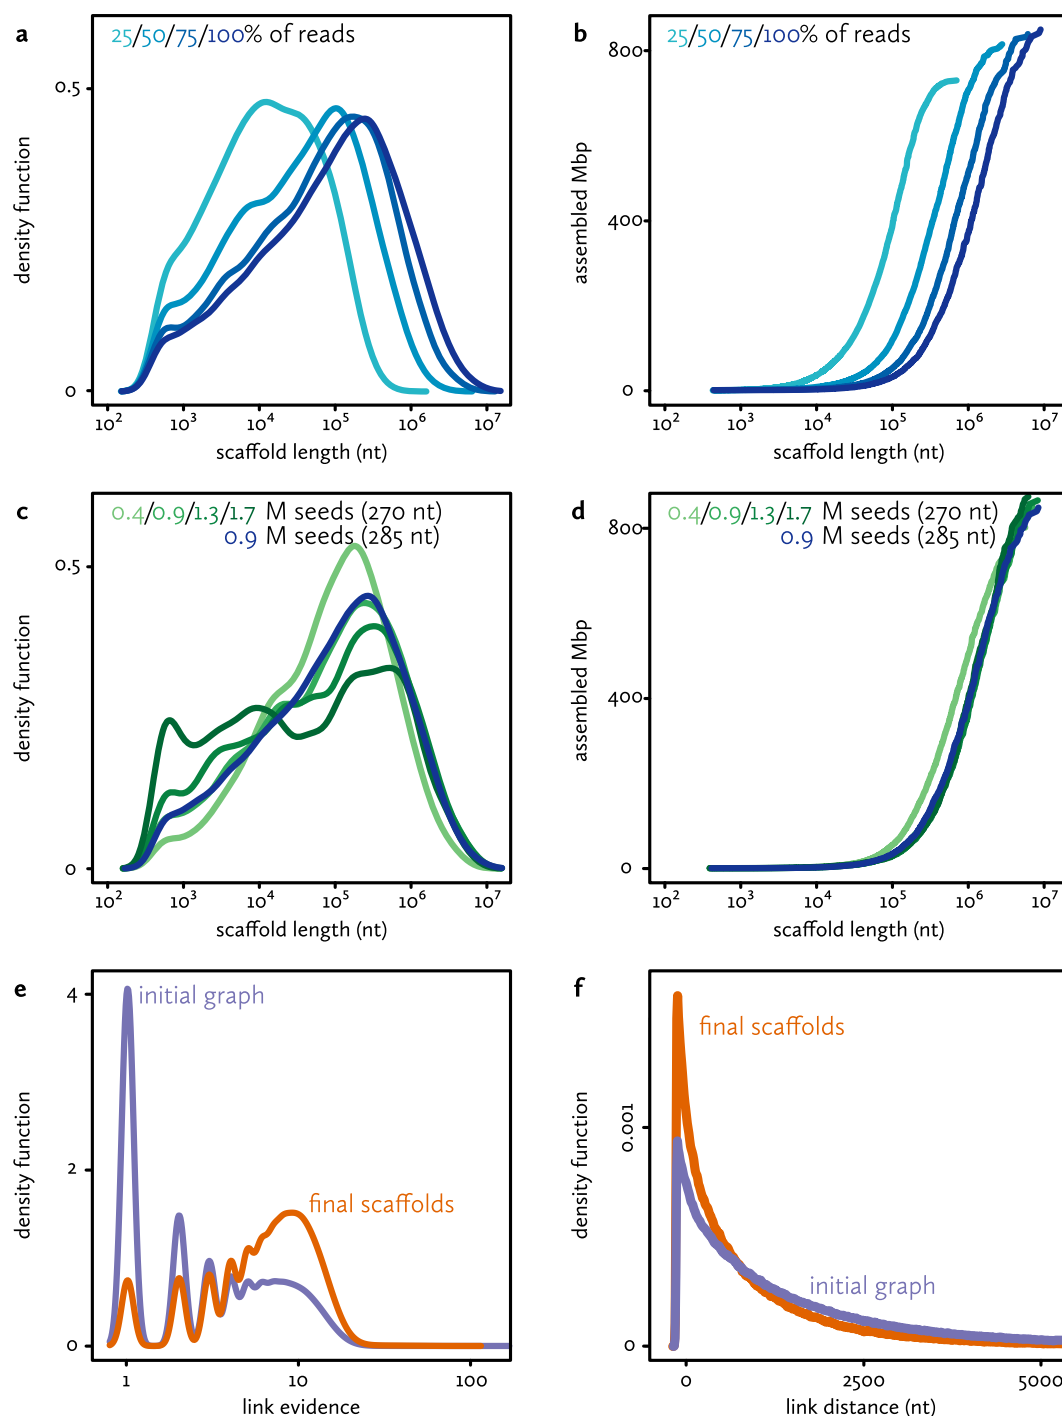 a
25/50/75/100% of reads
0.5
0
density function
10² 10³ 10⁴ 10⁵ 10⁶ 10⁷
scaffold length (nt)
b
25/50/75/100% of reads
800
400
0
assembled Mbp
10² 10³ 10⁴ 10⁵ 10⁶ 10⁷
scaffold length (nt)
c
0.4/0.9/1.3/1.7 M seeds (270 nt)
0.9 M seeds (285 nt)
0.5
0
density function
10² 10³ 10⁴ 10⁵ 10⁶ 10⁷
scaffold length (nt)
d
0.4/0.9/1.3/1.7 M seeds (270 nt)
0.9 M seeds (285 nt)
800
400
0
assembled Mbp
10² 10³ 10⁴ 10⁵ 10⁶ 10⁷
scaffold length (nt)
e
initial graph
final scaffolds
4
2
0
density function
1 10 100
link evidence
f
final scaffolds
initial graph
0.001
0
density function
0 2500 5000
link distance (nt)